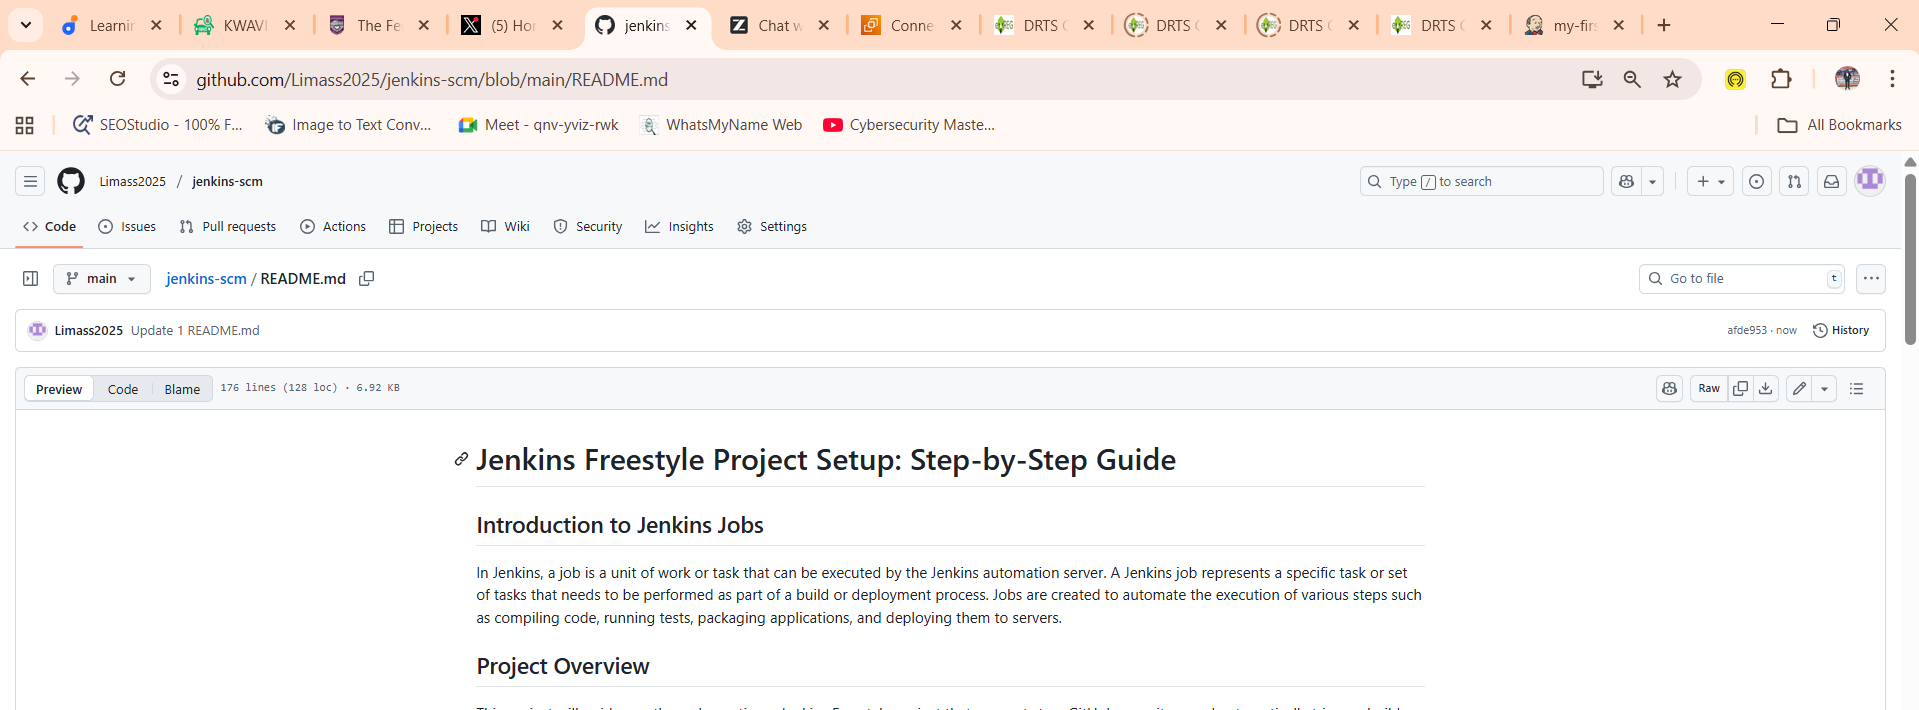 Learnin
KWAVI
The Fe
(5) Hor
jenkins
Chat w
Conne
DRTS
DRTS
DRTS
DRTS
my-firs
github.com/Limass2025/jenkins-scm/blob/main/README.md
SEOStudio - 100% F...
Image to Text Conv...
Meet - qnv-yviz-rwk
WhatsMyName Web
Cybersecurity Maste...
All Bookmarks
Limass2025 / jenkins-scm
Type / to search
Code
Issues
Pull requests
Actions
Projects
Wiki
Security
Insights
Settings
main
jenkins-scm / README.md
Go to file
t
Limass2025 Update 1 README.md
afde953 · now
History
Preview
Code
Blame
176 lines (128 loc) · 6.92 KB
Raw
Jenkins Freestyle Project Setup: Step-by-Step Guide
Introduction to Jenkins Jobs
In Jenkins, a job is a unit of work or task that can be executed by the Jenkins automation server. A Jenkins job represents a specific task or set
of tasks that needs to be performed as part of a build or deployment process. Jobs are created to automate the execution of various steps such
as compiling code, running tests, packaging applications, and deploying them to servers.
Project Overview